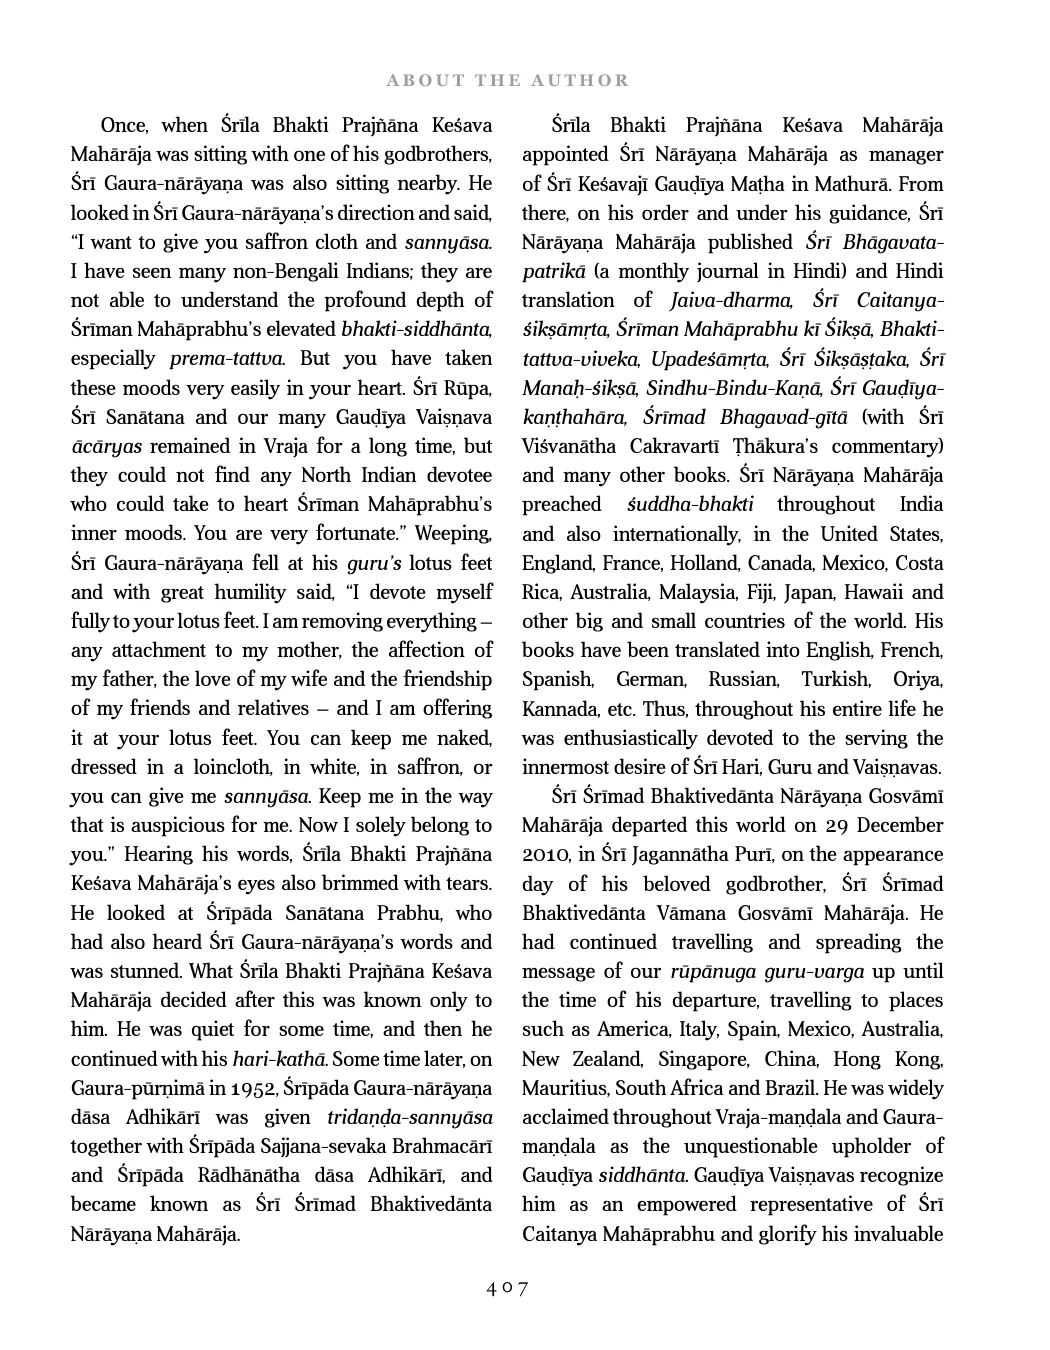 ABOUT THE AUTHOR
Once, when Śrīla Bhakti Prajñāna Keśava
Mahārāja was sitting with one of his godbrothers,
Śrī Gaura-nārāyaṇa was also sitting nearby. He
looked in Śrī Gaura-nārāyaṇa’s direction and said,
“I want to give you saffron cloth and sannyāsa.
I have seen many non-Bengali Indians; they are
not able to understand the profound depth of
Śrīman Mahāprabhu’s elevated bhakti-siddhānta,
especially prema-tattva. But you have taken
these moods very easily in your heart. Śrī Rūpa,
Śrī Sanātana and our many Gauḍīya Vaiṣṇava
ācāryas remained in Vraja for a long time, but
they could not find any North Indian devotee
who could take to heart Śrīman Mahāprabhu’s
inner moods. You are very fortunate.” Weeping,
Śrī Gaura-nārāyaṇa fell at his guru’s lotus feet
and with great humility said, “I devote myself
fully to your lotus feet. I am removing everything –
any attachment to my mother, the affection of
my father, the love of my wife and the friendship
of my friends and relatives – and I am offering
it at your lotus feet. You can keep me naked,
dressed in a loincloth, in white, in saffron, or
you can give me sannyāsa. Keep me in the way
that is auspicious for me. Now I solely belong to
you.” Hearing his words, Śrīla Bhakti Prajñāna
Keśava Mahārāja’s eyes also brimmed with tears.
He looked at Śrīpāda Sanātana Prabhu, who
had also heard Śrī Gaura-nārāyaṇa’s words and
was stunned. What Śrīla Bhakti Prajñāna Keśava
Mahārāja decided after this was known only to
him. He was quiet for some time, and then he
continued with his hari-kathā. Some time later, on
Gaura-pūrṇimā in 1952, Śrīpāda Gaura-nārāyaṇa
dāsa Adhikārī was given tridaṇḍa-sannyāsa
together with Śrīpāda Sajjana-sevaka Brahmacārī
and Śrīpāda Rādhānātha dāsa Adhikārī, and
became known as Śrī Śrīmad Bhaktivedānta
Nārāyaṇa Mahārāja.
Śrīla Bhakti Prajñāna Keśava Mahārāja
appointed Śrī Nārāyaṇa Mahārāja as manager
of Śrī Keśavajī Gauḍīya Maṭha in Mathurā. From
there, on his order and under his guidance, Śrī
Nārāyaṇa Mahārāja published Śrī Bhāgavata-
patrikā (a monthly journal in Hindi) and Hindi
translation of Jaiva-dharma, Śrī Caitanya-
śikṣāmṛta, Śrīman Mahāprabhu kī Śikṣā, Bhakti-
tattva-viveka, Upadeśāmṛta, Śrī Śikṣāṣṭaka, Śrī
Manaḥ-śikṣā, Sindhu-Bindu-Kaṇā, Śrī Gauḍīya-
kaṇṭhahāra, Śrīmad Bhagavad-gītā (with Śrī
Viśvanātha Cakravartī Ṭhākura’s commentary)
and many other books. Śrī Nārāyaṇa Mahārāja
preached śuddha-bhakti throughout India
and also internationally, in the United States,
England, France, Holland, Canada, Mexico, Costa
Rica, Australia, Malaysia, Fiji, Japan, Hawaii and
other big and small countries of the world. His
books have been translated into English, French,
Spanish, German, Russian, Turkish, Oriya,
Kannada, etc. Thus, throughout his entire life he
was enthusiastically devoted to the serving the
innermost desire of Śrī Hari, Guru and Vaiṣṇavas.
Śrī Śrīmad Bhaktivedānta Nārāyaṇa Gosvāmī
Mahārāja departed this world on 29 December
2010, in Śrī Jagannātha Purī, on the appearance
day of his beloved godbrother, Śrī Śrīmad
Bhaktivedānta Vāmana Gosvāmī Mahārāja. He
had continued travelling and spreading the
message of our rūpānuga guru-varga up until
the time of his departure, travelling to places
such as America, Italy, Spain, Mexico, Australia,
New Zealand, Singapore, China, Hong Kong,
Mauritius, South Africa and Brazil. He was widely
acclaimed throughout Vraja-maṇḍala and Gaura-
maṇḍala as the unquestionable upholder of
Gauḍīya siddhānta. Gauḍīya Vaiṣṇavas recognize
him as an empowered representative of Śrī
Caitanya Mahāprabhu and glorify his invaluable
407